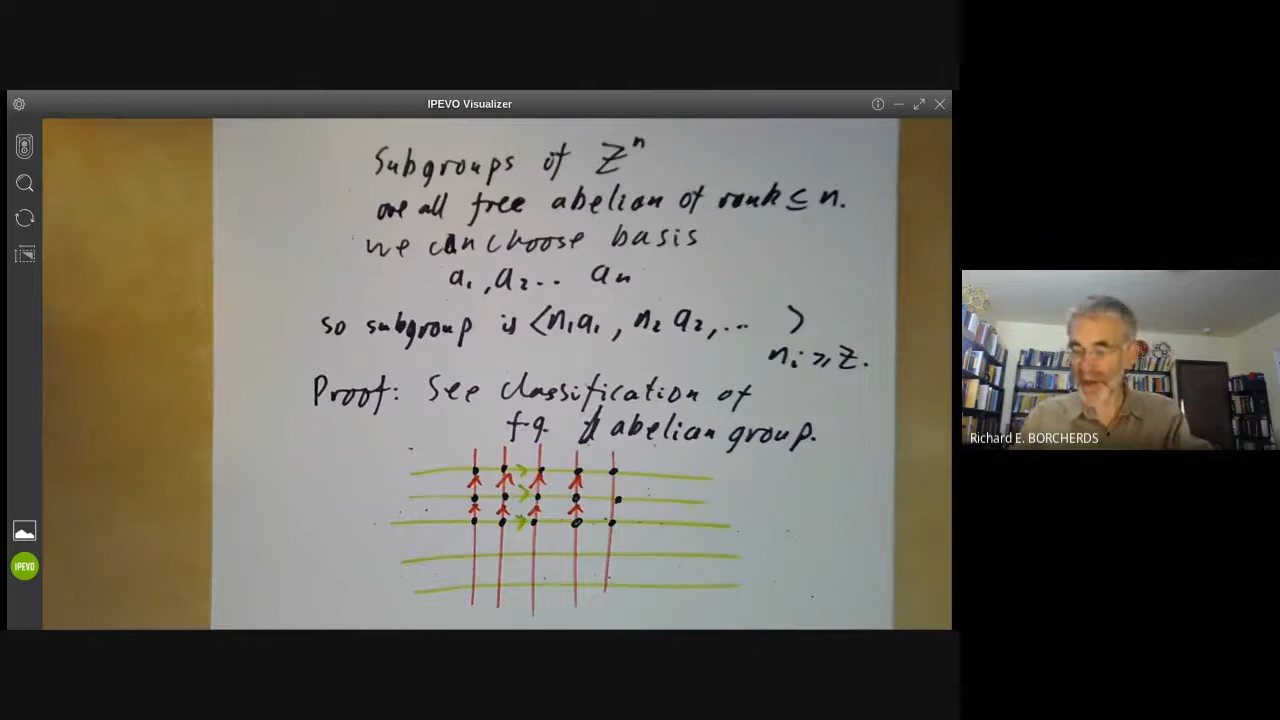 IPEVO Visualizer
Subgroups of Z^n
are all free abelian of rank ≤ n.
we can choose basis
a₁, a₂ .. aₙ
so subgroup is <n₁a₁, n₂a₂, ... >
nᵢ ≥ Z.
Proof: See classification of
f.g. abelian group.
Richard E. BORCHERDS
IPEVO